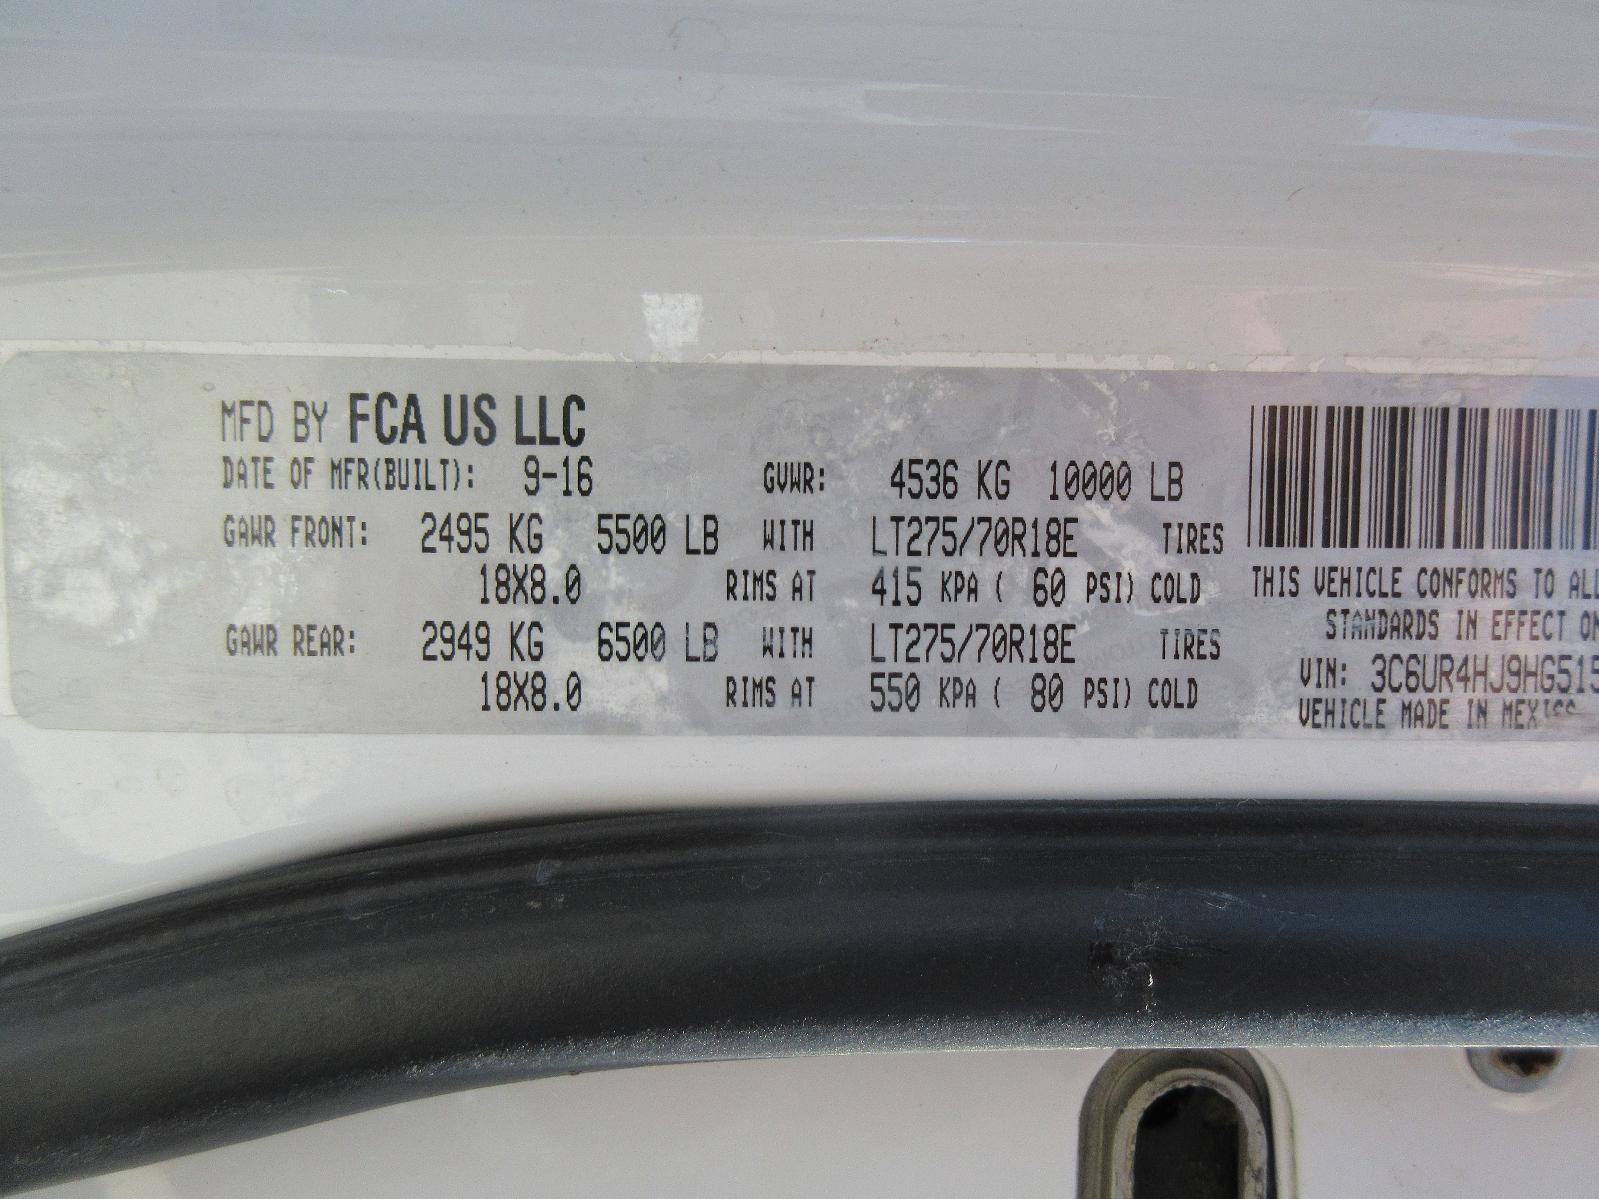 MFD BY FCA US LLC
DATE OF MFR(BUILT): 9-16 GVWR: 4536 KG 10000 LB
GAWR FRONT: 2495 KG 5500 LB WITH LT275/70R18E TIRES
18X8.0 RIMS AT 415 KPA ( 60 PSI) COLD
GAWR REAR: 2949 KG 6500 LB WITH LT275/70R18E TIRES
18X8.0 RIMS AT 550 KPA ( 80 PSI) COLD
THIS VEHICLE CONFORMS TO ALL
STANDARDS IN EFFECT ON
VIN: 3C6UR4HJ9HG515
VEHICLE MADE IN